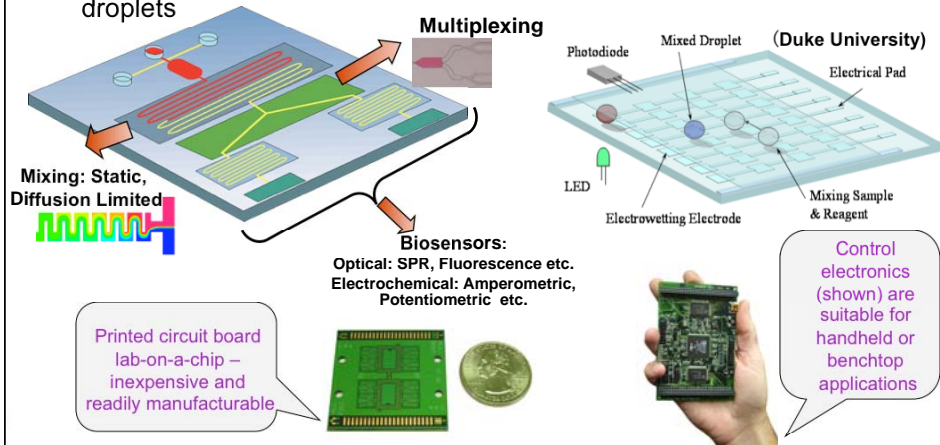 droplets
Multiplexing
Mixing: Static,
Diffusion Limited
Biosensors:
Optical: SPR, Fluorescence etc.
Electrochemical: Amperometric,
Potentiometric etc.
(Duke University)
Photodiode
Mixed Droplet
Electrical Pad
LED
Electrowetting Electrode
Mixing Sample
& Reagent
Printed circuit board
lab-on-a-chip –
inexpensive and
readily manufacturable
Control
electronics
(shown) are
suitable for
handheld or
benchtop
applications